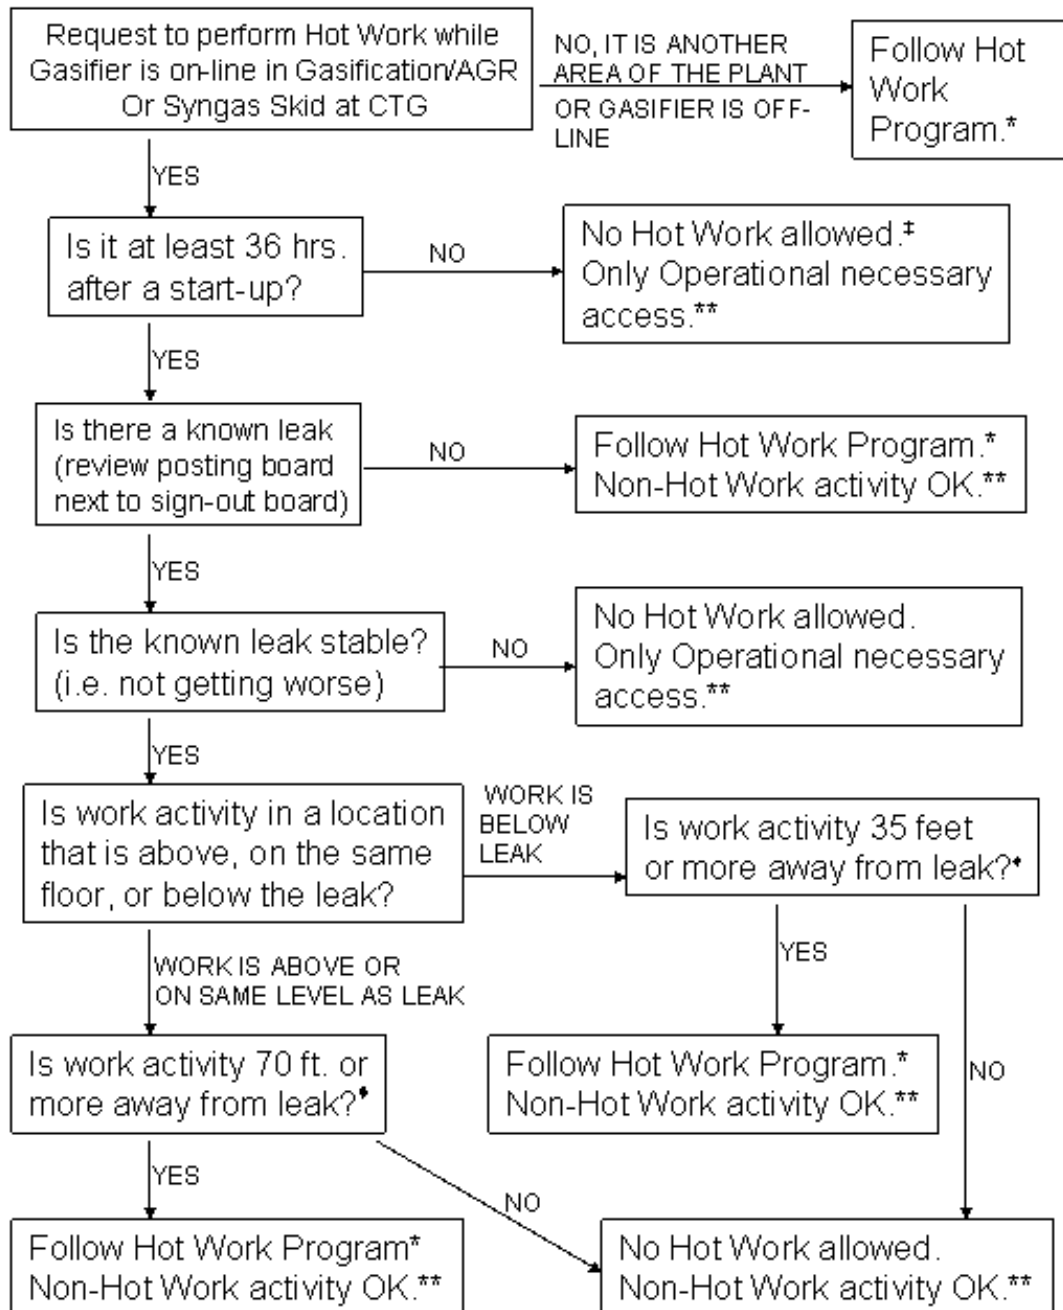 Request to perform Hot Work while
Gasifier is on-line in Gasification/AGR
Or Syngas Skid at CTG
NO, IT IS ANOTHER
AREA OF THE PLANT
OR GASIFIER IS OFF-
LINE
Follow Hot
Work
Program.*
YES
Is it at least 36 hrs.
after a start-up?
NO
No Hot Work allowed.‡
Only Operational necessary
access.**
YES
Is there a known leak
(review posting board
next to sign-out board)
NO
Follow Hot Work Program.*
Non-Hot Work activity OK.**
YES
Is the known leak stable?
(i.e. not getting worse)
NO
No Hot Work allowed.
Only Operational necessary
access.**
YES
Is work activity in a location
that is above, on the same
floor, or below the leak?
WORK IS
BELOW
LEAK
Is work activity 35 feet
or more away from leak?♦
WORK IS ABOVE OR
ON SAME LEVEL AS LEAK
YES
NO
Is work activity 70 ft. or
more away from leak?♦
Follow Hot Work Program.*
Non-Hot Work activity OK.**
YES
NO
Follow Hot Work Program*
Non-Hot Work activity OK.**
No Hot Work allowed.
Non-Hot Work activity OK.**